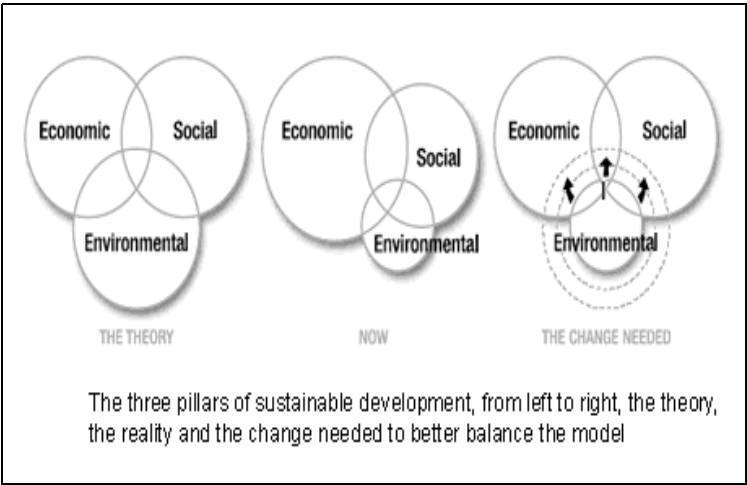 Economic Social
Environmental
THE THEORY
Economic
Social
Environmental
NOW
Economic Social
Environmental
THE CHANGE NEEDED
The three pillars of sustainable development, from left to right, the theory,
the reality and the change needed to better balance the model